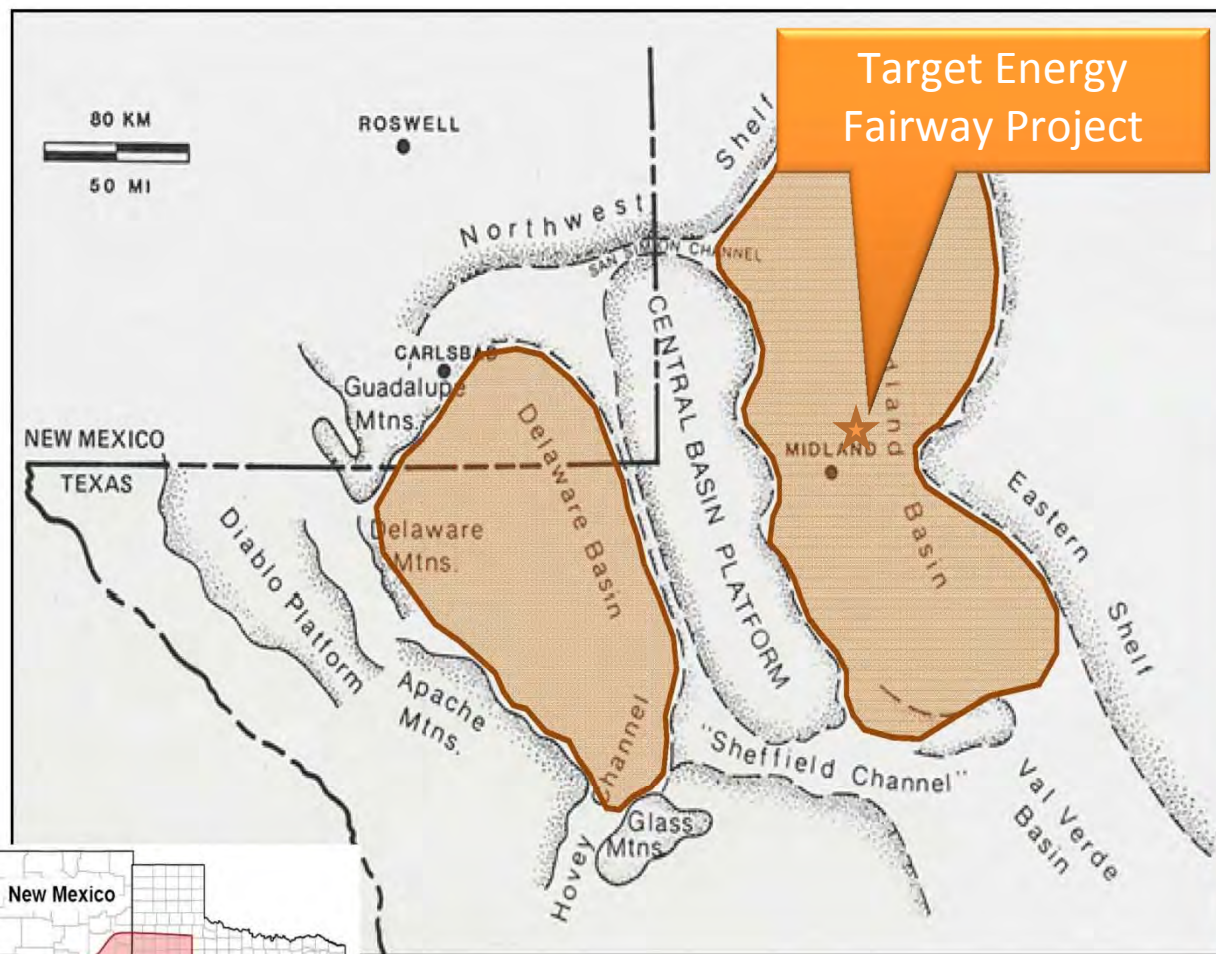 Target Energy
Fairway Project
80 KM
50 MI
ROSWELL
Shelf
Northwest
SAN SIMON CHANNEL
CENTRAL BASIN PLATFORM
CARLSBAD
Guadalupe
Mtns.
Delaware Basin
land
Basin
MIDLAND
NEW MEXICO
TEXAS
Delaware
Mtns.
Diablo Platform
Apache
Mtns.
Eastern
Shelf
"Sheffield Channel"
Val Verde
Basin
Hovey Channel
Glass
Mtns.
New Mexico